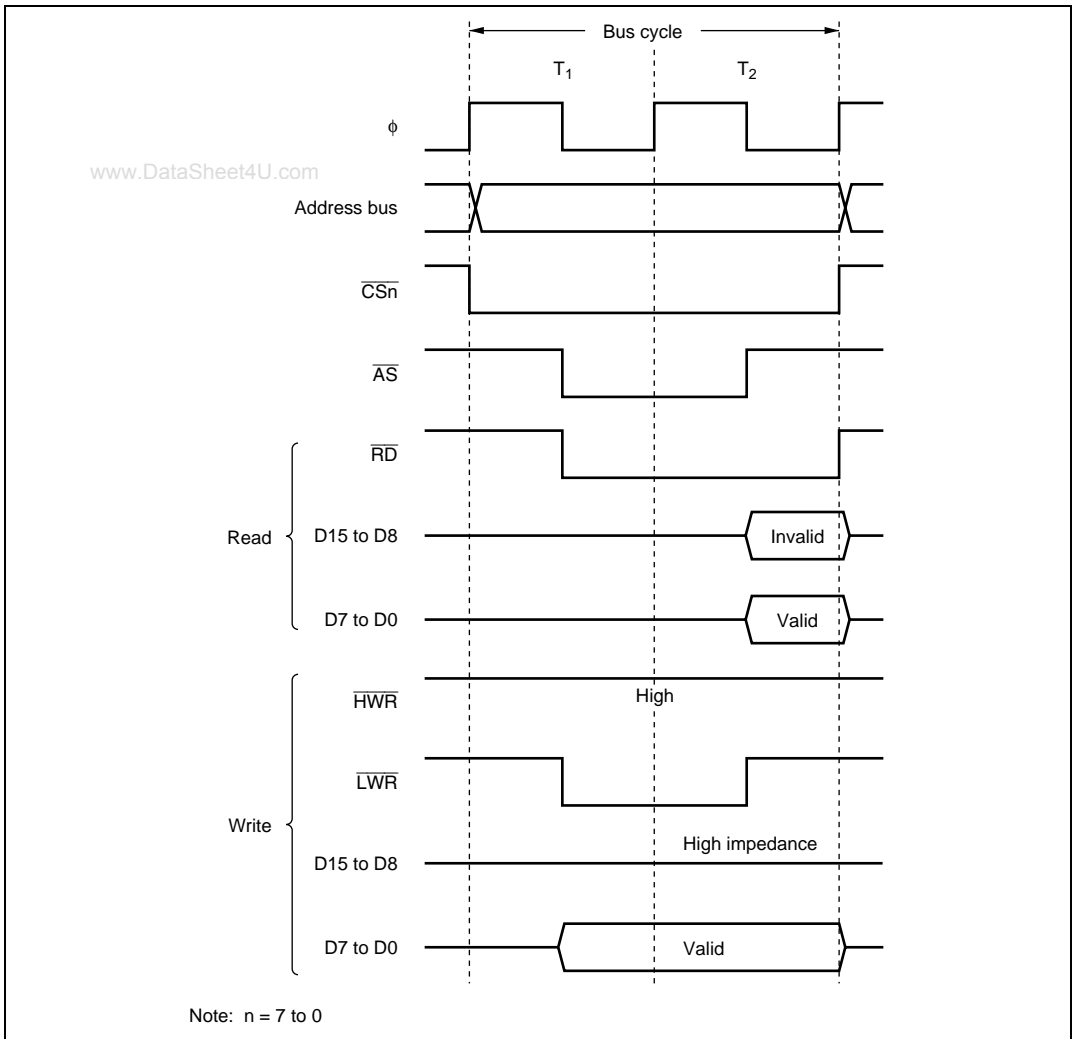 Bus cycle
T1 T2
ϕ
www.DataSheet4U.com
Address bus
CSn
AS
RD
Read
D15 to D8 Invalid
D7 to D0 Valid
HWR High
LWR
Write
High impedance
D15 to D8
D7 to D0 Valid
Note: n = 7 to 0